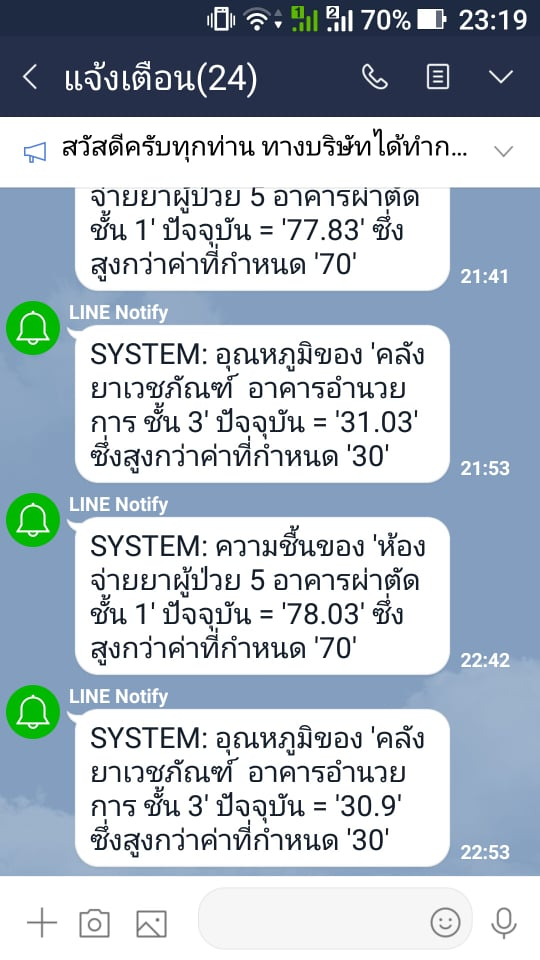 1
2
70%
23:19
แจ้งเตือน(24)
สวัสดีครับทุกท่าน ทางบริษัทได้ทำก...
จ่ายยาผู้ป่วย 5 อาคารผ่าตัด
ชั้น 1' ปัจจุบัน = '77.83' ซึ่ง
สูงกว่าค่าที่กำหนด '70'
21:41
LINE Notify
SYSTEM: อุณหภูมิของ 'คลัง
ยาเวชภัณฑ์  อาคารอำนวย
การ ชั้น 3' ปัจจุบัน = '31.03'
ซึ่งสูงกว่าค่าที่กำหนด '30'
21:53
LINE Notify
SYSTEM: ความชื้นของ 'ห้อง
จ่ายยาผู้ป่วย 5 อาคารผ่าตัด
ชั้น 1' ปัจจุบัน = '78.03' ซึ่ง
สูงกว่าค่าที่กำหนด '70'
22:42
LINE Notify
SYSTEM: อุณหภูมิของ 'คลัง
ยาเวชภัณฑ์  อาคารอำนวย
การ ชั้น 3' ปัจจุบัน = '30.9'
ซึ่งสูงกว่าค่าที่กำหนด '30'
22:53